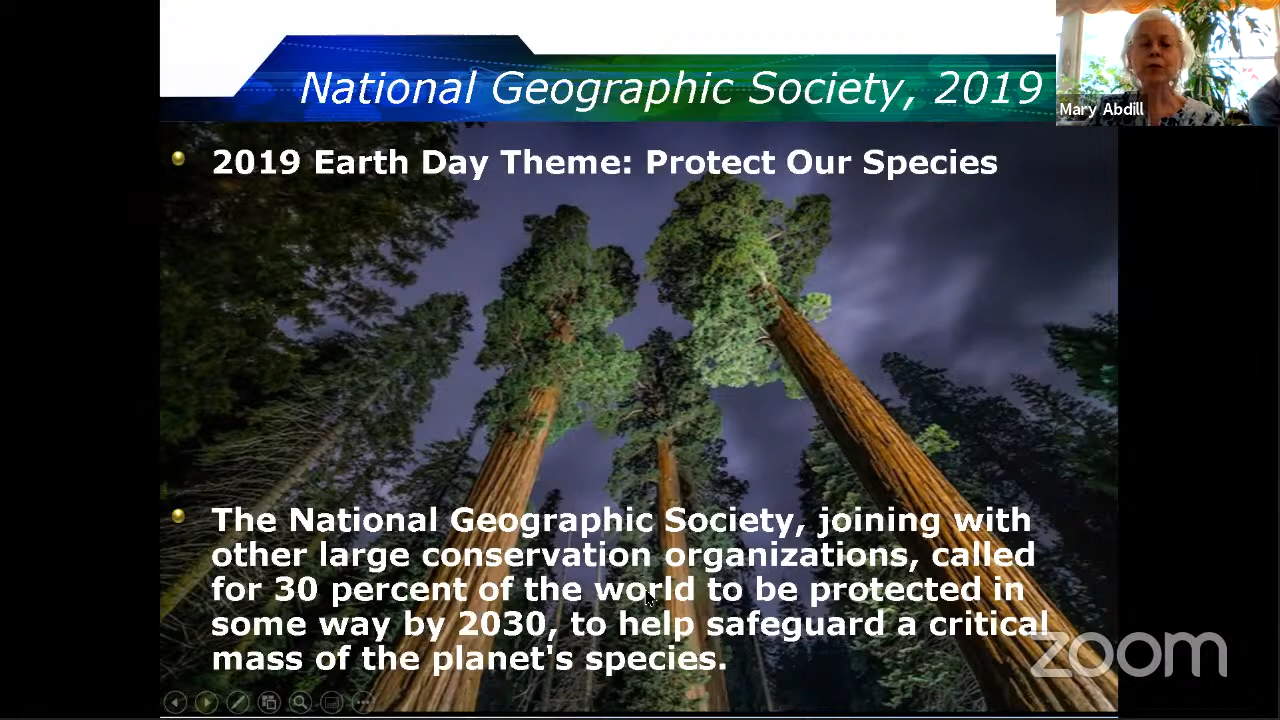 National Geographic Society, 2019
Mary Abdill
2019 Earth Day Theme: Protect Our Species
The National Geographic Society, joining with
other large conservation organizations, called
for 30 percent of the world to be protected in
some way by 2030, to help safeguard a critical
mass of the planet's species.
zoom